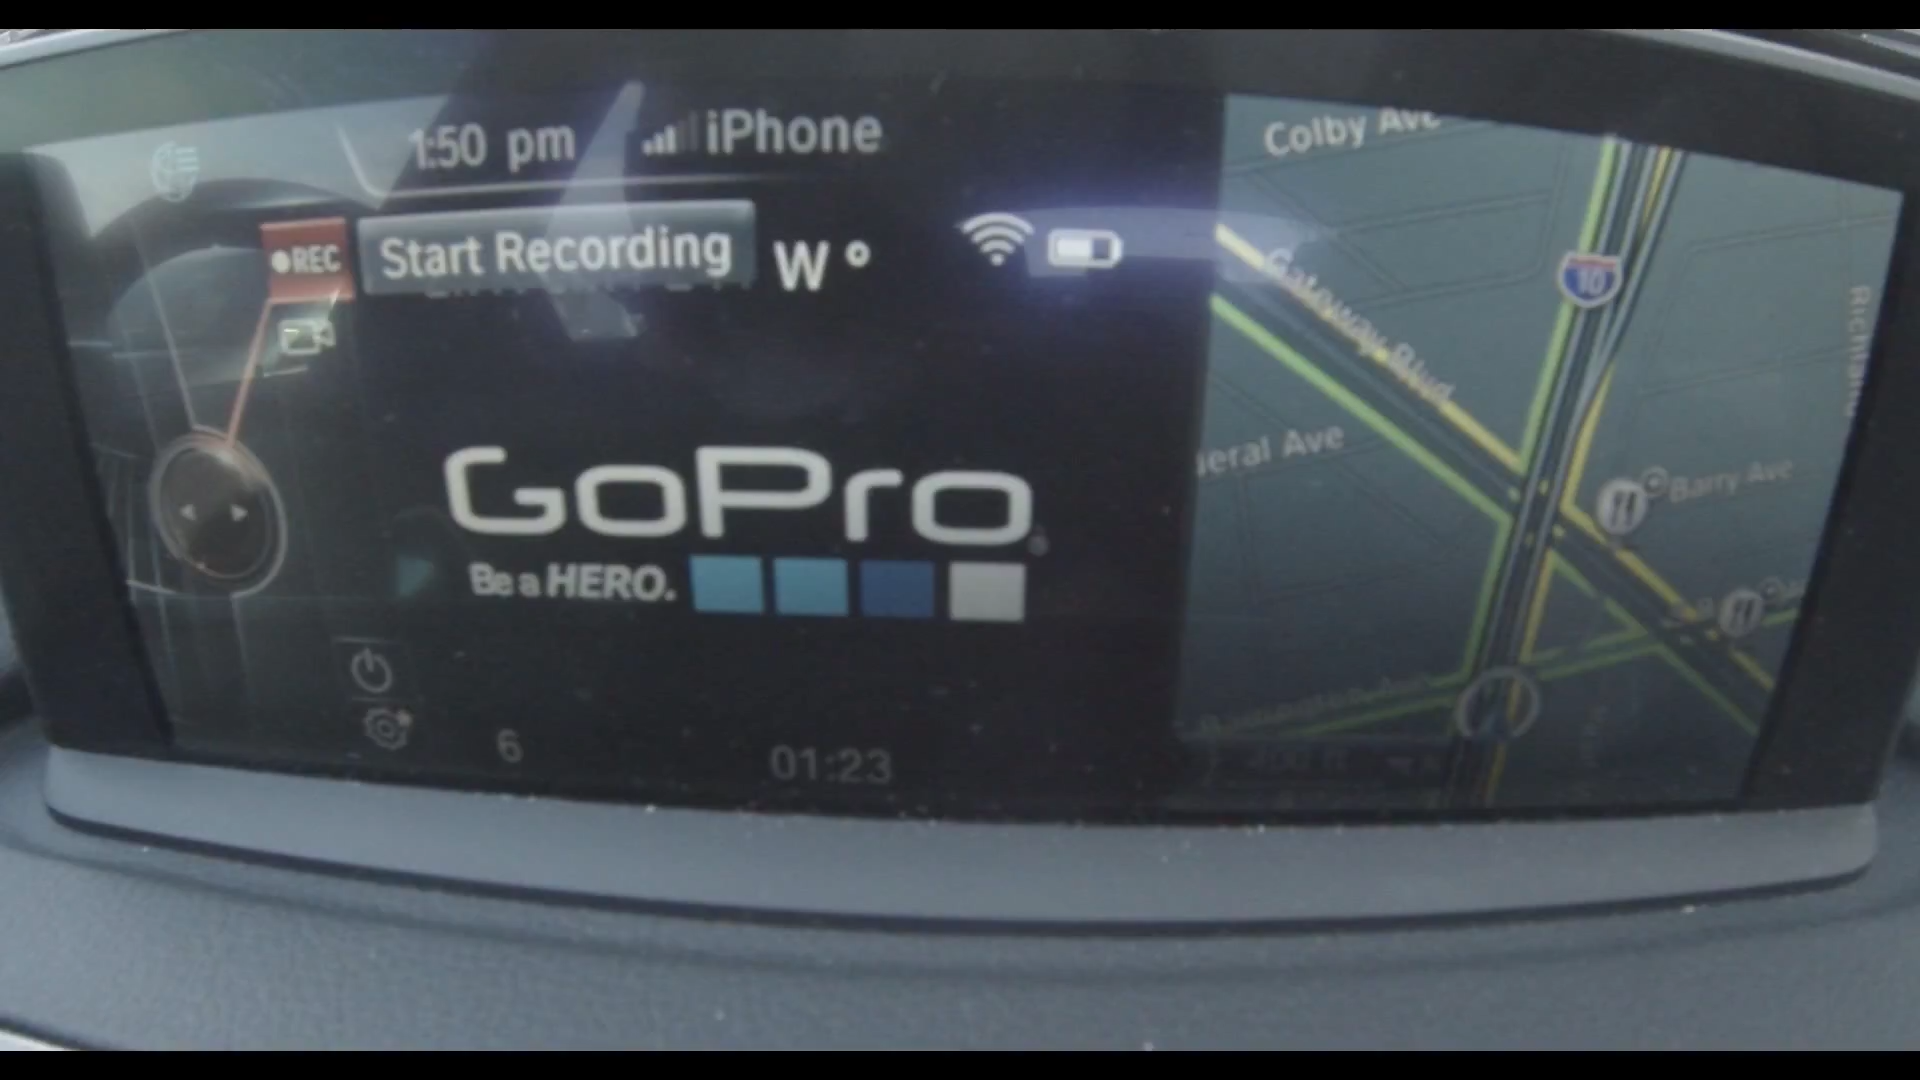 1:50 pm iPhone
REC Start Recording W °
GoPro
Be a HERO.
6 01:23
Colby Ave
Gateway Blvd
10
Richland
eral Ave
Barry Ave